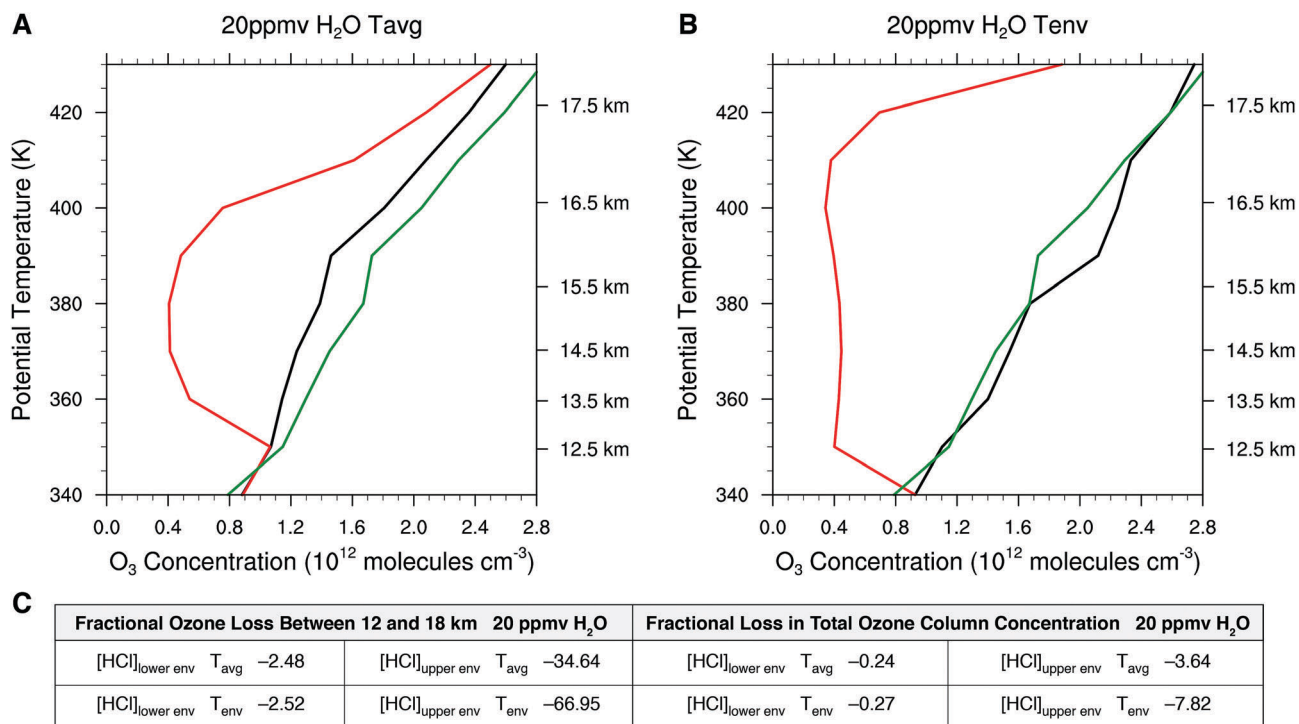 A
20ppmv H₂O Tavg
Potential Temperature (K)
420
400
380
360
340
17.5 km
16.5 km
15.5 km
14.5 km
13.5 km
12.5 km
0.0 0.4 0.8 1.2 1.6 2.0 2.4 2.8
O₃ Concentration (10¹² molecules cm⁻³)
B
20ppmv H₂O Tenv
Potential Temperature (K)
420
400
380
360
340
17.5 km
16.5 km
15.5 km
14.5 km
13.5 km
12.5 km
0.0 0.4 0.8 1.2 1.6 2.0 2.4 2.8
O₃ Concentration (10¹² molecules cm⁻³)
C
Fractional Ozone Loss Between 12 and 18 km 20 ppmv H₂O Fractional Loss in Total Ozone Column Concentration 20 ppmv H₂O
[HCl]lower env Tavg –2.48 [HCl]upper env Tavg –34.64 [HCl]lower env Tavg –0.24 [HCl]upper env Tavg –3.64
[HCl]lower env Tenv –2.52 [HCl]upper env Tenv –66.95 [HCl]lower env Tenv –0.27 [HCl]upper env Tenv –7.82